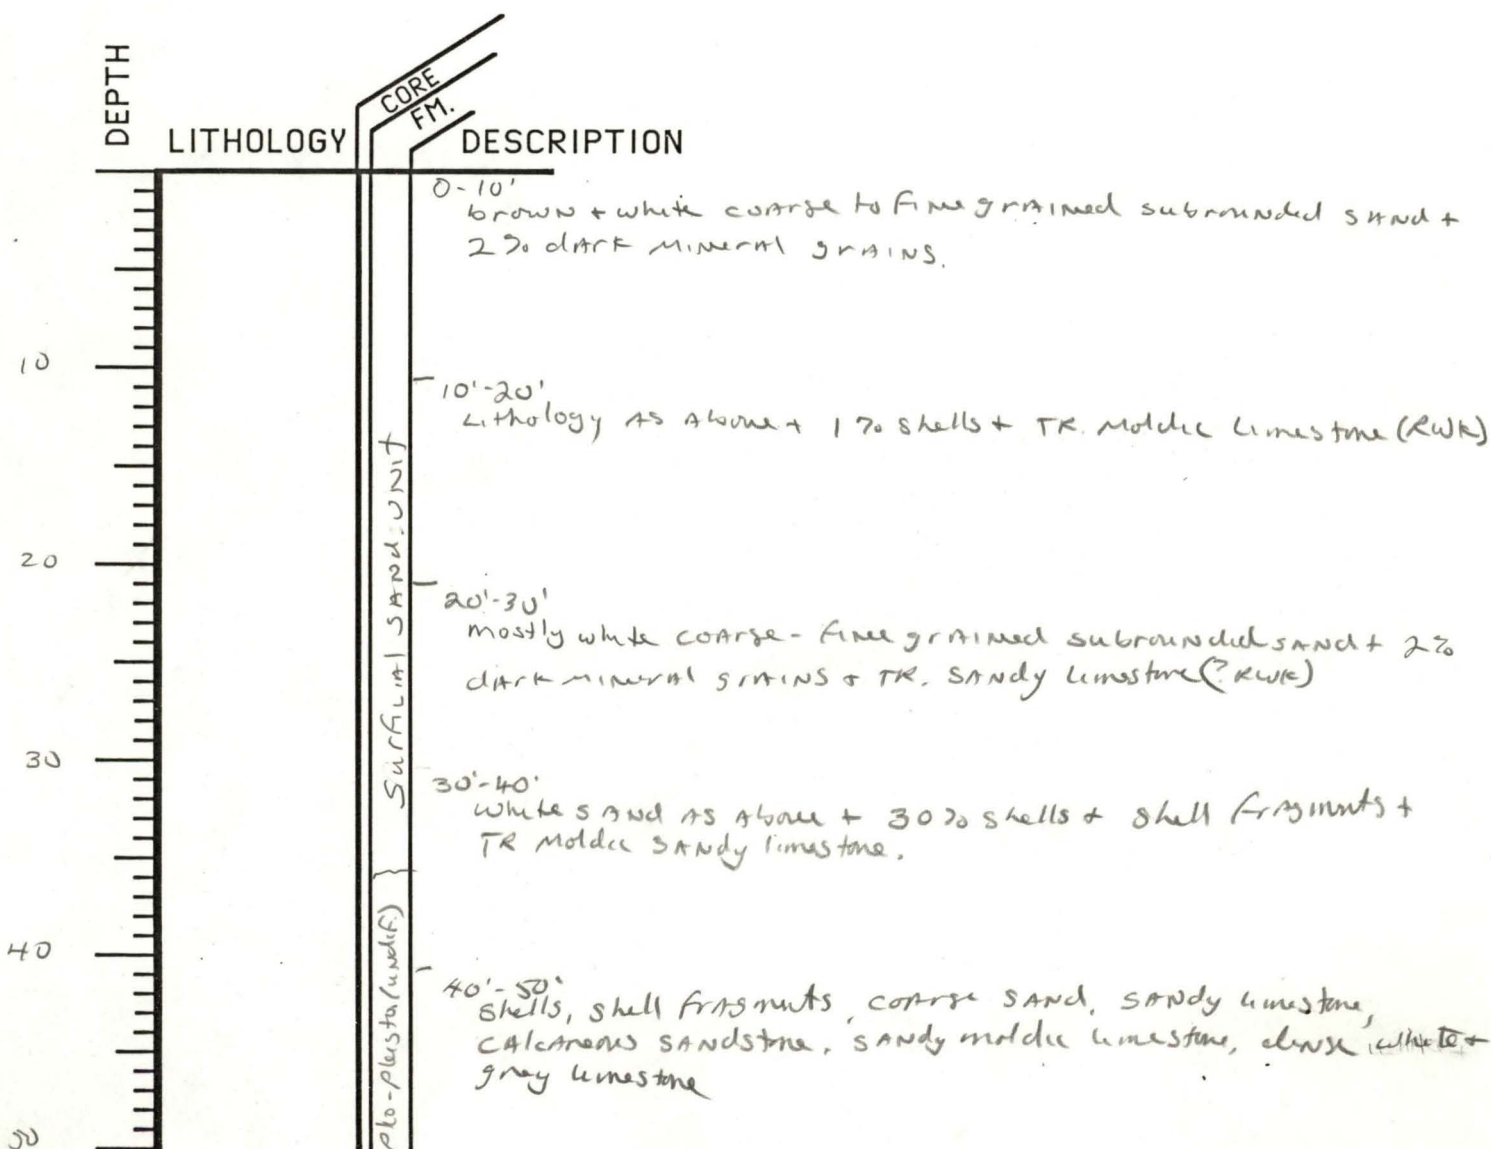 DEPTH
LITHOLOGY
CORE
FM.
DESCRIPTION
0-10'
brown + white coarse to fine grained subrounded sand +
2% dark mineral grains.
10
10'-20'
Lithology as above + 1% shells + TR. Moldic limestone (RWK)
Surficial sand unit
20
20'-30'
mostly white coarse - fine grained subrounded sand + 2%
dark mineral grains + TR. sandy limestone (? RWK)
30
30'-40'
white sand as above + 30% shells + shell fragments +
TR Moldic sandy limestone.
Plio-pleisto (undif.)
40
40'-50'
shells, shell fragments, coarse sand, sandy limestone,
calcareous sandstone, sandy moldic limestone, dense white +
gray limestone
50